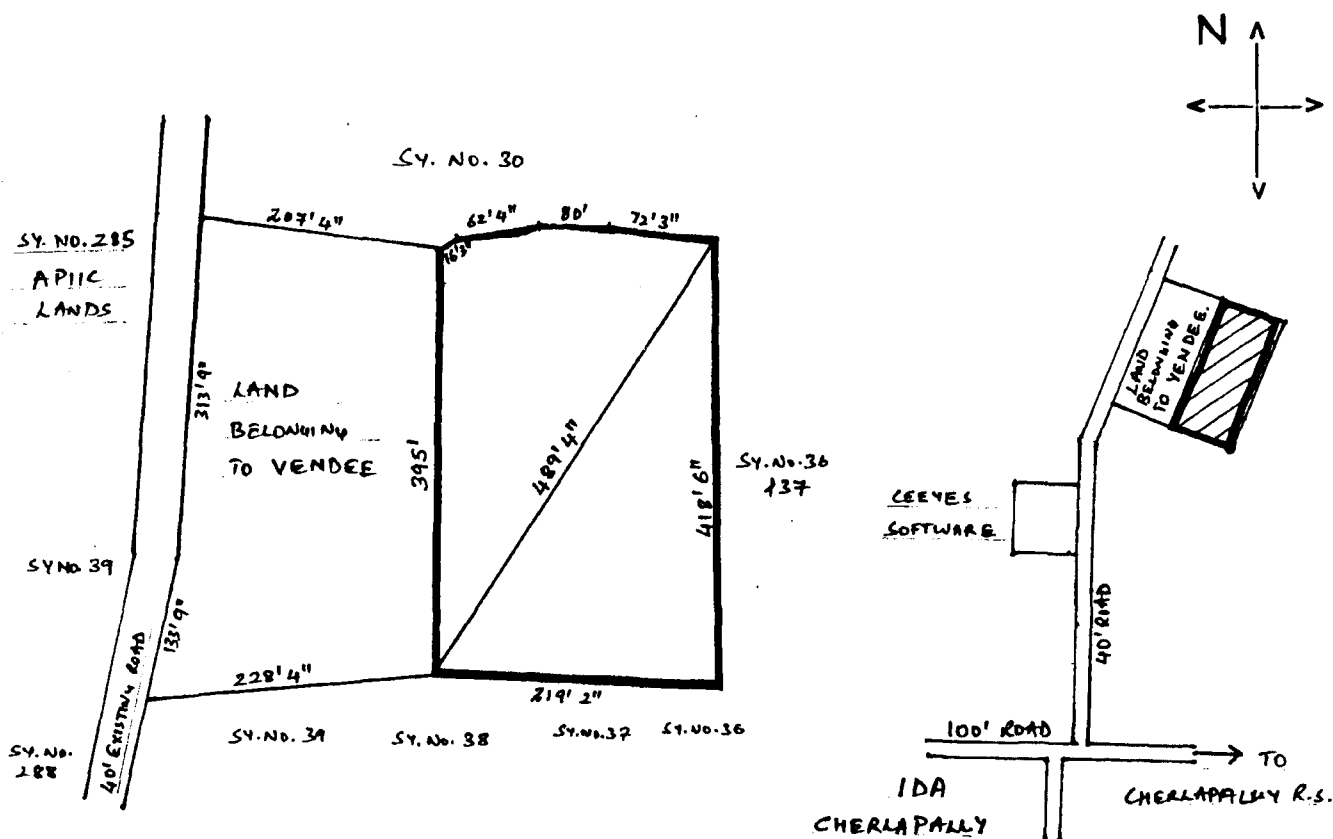 N
SY. NO. 30
207'4"
62'4"
80'
72'3"
16'3"
SY. NO. 285
APIIC
LANDS
313'9"
LAND
BELONGING
TO VENDEE
395'
489'4"
418'6"
SY.NO.36
&37
SY NO. 39
133'9"
40' EXISTING ROAD
228'4"
219'2"
SY.NO. 39
SY.NO. 38
SY.NO.37
SY.NO.36
SY.NO.
288
LAND
BELONGING
TO VENDEE.
CEEYES
SOFTWARE
40' ROAD
100' ROAD
TO
CHERLAPALLY R.S.
IDA
CHERLAPALLY